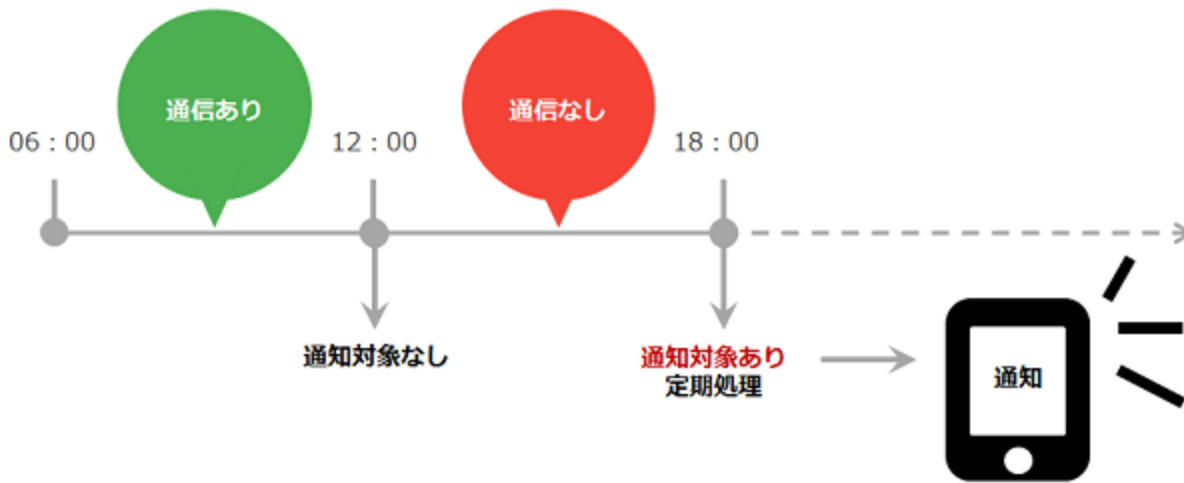 通信あり
通信なし
06：00
12：00
18：00
通知対象なし
通知対象あり
定期処理
通知